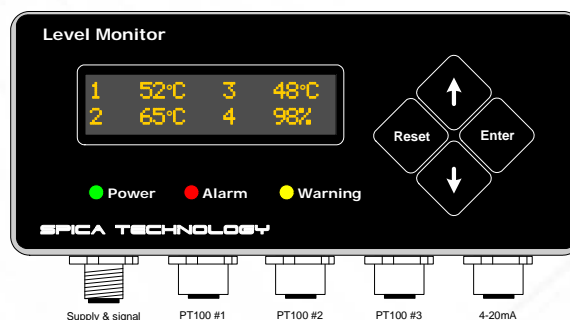 Level Monitor
1 52°C 3 48°C
2 65°C 4 98%
Reset Enter
Power Alarm Warning
SPICA TECHNOLOGY
Supply & signal PT100 #1 PT100 #2 PT100 #3 4-20mA